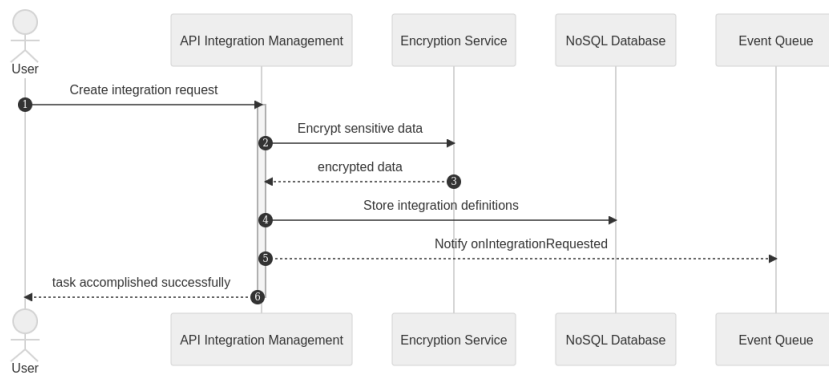 API Integration Management
Encryption Service
NoSQL Database
Event Queue
User
Create integration request
1
Encrypt sensitive data
2
encrypted data
3
Store integration definitions
4
Notify onIntegrationRequested
5
task accomplished successfully
6
API Integration Management
Encryption Service
NoSQL Database
Event Queue
User